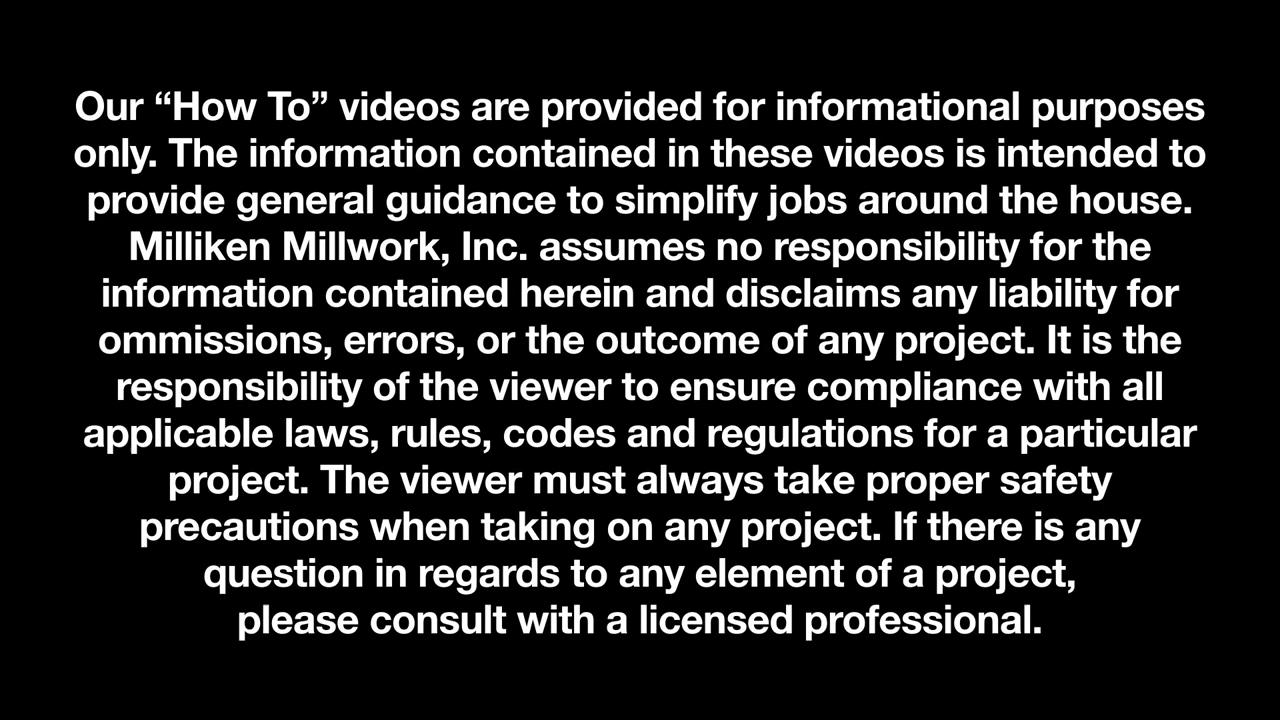 Our “How To” videos are provided for informational purposes
only. The information contained in these videos is intended to
provide general guidance to simplify jobs around the house.
Milliken Millwork, Inc. assumes no responsibility for the
information contained herein and disclaims any liability for
ommissions, errors, or the outcome of any project. It is the
responsibility of the viewer to ensure compliance with all
applicable laws, rules, codes and regulations for a particular
project. The viewer must always take proper safety
precautions when taking on any project. If there is any
question in regards to any element of a project,
please consult with a licensed professional.